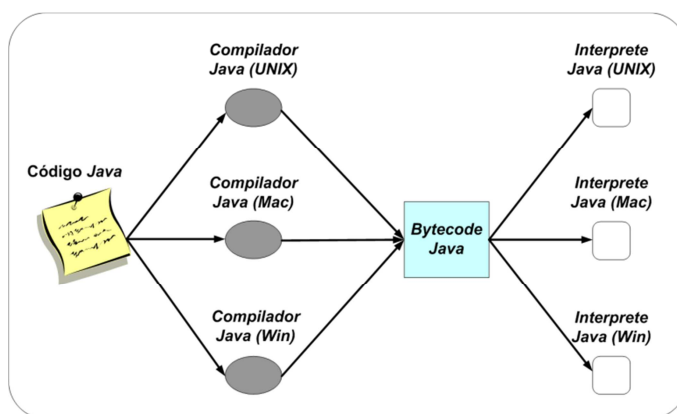 Código Java
Compilador
Java (UNIX)
Compilador
Java (Mac)
Compilador
Java (Win)
Bytecode
Java
Interprete
Java (UNIX)
Interprete
Java (Mac)
Interprete
Java (Win)